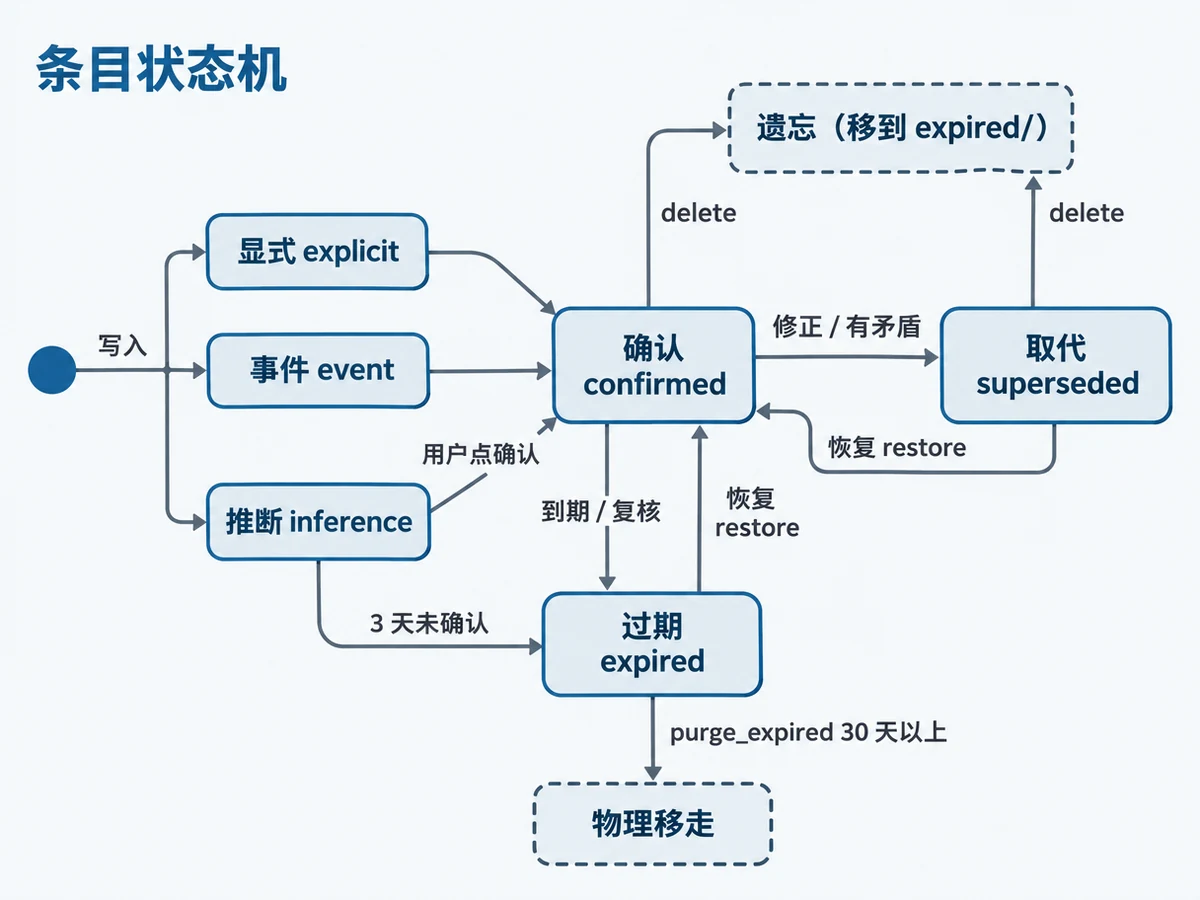 条目状态机
遗忘（移到 expired/）
delete
delete
显式 explicit
写入
事件 event
确认
confirmed
修正 / 有矛盾
取代
superseded
用户点确认
恢复 restore
推断 inference
到期 / 复核
恢复
restore
3 天未确认
过期
expired
purge_expired 30 天以上
物理移走